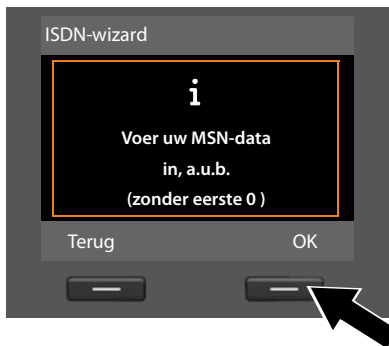 ISDN-wizard
i
Voer uw MSN-data
in, a.u.b.
(zonder eerste 0 )
Terug OK